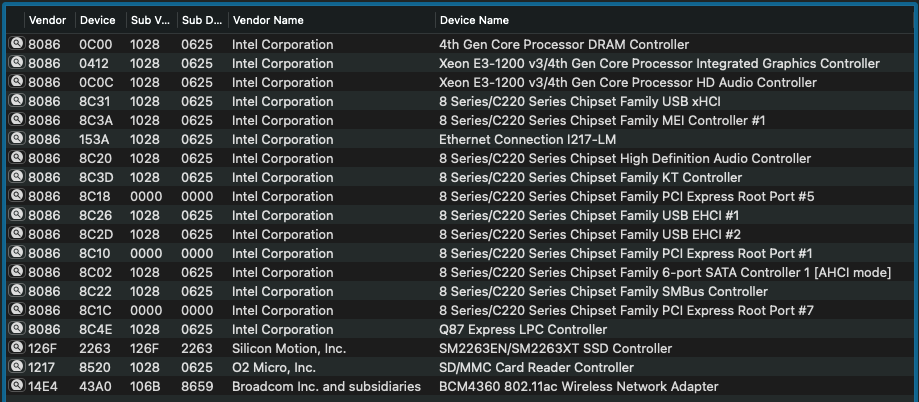 Vendor Device Sub V... Sub D... Vendor Name Device Name
8086 0C00 1028 0625 Intel Corporation 4th Gen Core Processor DRAM Controller
8086 0412 1028 0625 Intel Corporation Xeon E3-1200 v3/4th Gen Core Processor Integrated Graphics Controller
8086 0C0C 1028 0625 Intel Corporation Xeon E3-1200 v3/4th Gen Core Processor HD Audio Controller
8086 8C31 1028 0625 Intel Corporation 8 Series/C220 Series Chipset Family USB xHCI
8086 8C3A 1028 0625 Intel Corporation 8 Series/C220 Series Chipset Family MEI Controller #1
8086 153A 1028 0625 Intel Corporation Ethernet Connection I217-LM
8086 8C20 1028 0625 Intel Corporation 8 Series/C220 Series Chipset High Definition Audio Controller
8086 8C3D 1028 0625 Intel Corporation 8 Series/C220 Series Chipset Family KT Controller
8086 8C18 0000 0000 Intel Corporation 8 Series/C220 Series Chipset Family PCI Express Root Port #5
8086 8C26 1028 0625 Intel Corporation 8 Series/C220 Series Chipset Family USB EHCI #1
8086 8C2D 1028 0625 Intel Corporation 8 Series/C220 Series Chipset Family USB EHCI #2
8086 8C10 0000 0000 Intel Corporation 8 Series/C220 Series Chipset Family PCI Express Root Port #1
8086 8C02 1028 0625 Intel Corporation 8 Series/C220 Series Chipset Family 6-port SATA Controller 1 [AHCI mode]
8086 8C22 1028 0625 Intel Corporation 8 Series/C220 Series Chipset Family SMBus Controller
8086 8C1C 0000 0000 Intel Corporation 8 Series/C220 Series Chipset Family PCI Express Root Port #7
8086 8C4E 1028 0625 Intel Corporation Q87 Express LPC Controller
126F 2263 126F 2263 Silicon Motion, Inc. SM2263EN/SM2263XT SSD Controller
1217 8520 1028 0625 O2 Micro, Inc. SD/MMC Card Reader Controller
14E4 43A0 106B 8659 Broadcom Inc. and subsidiaries BCM4360 802.11ac Wireless Network Adapter